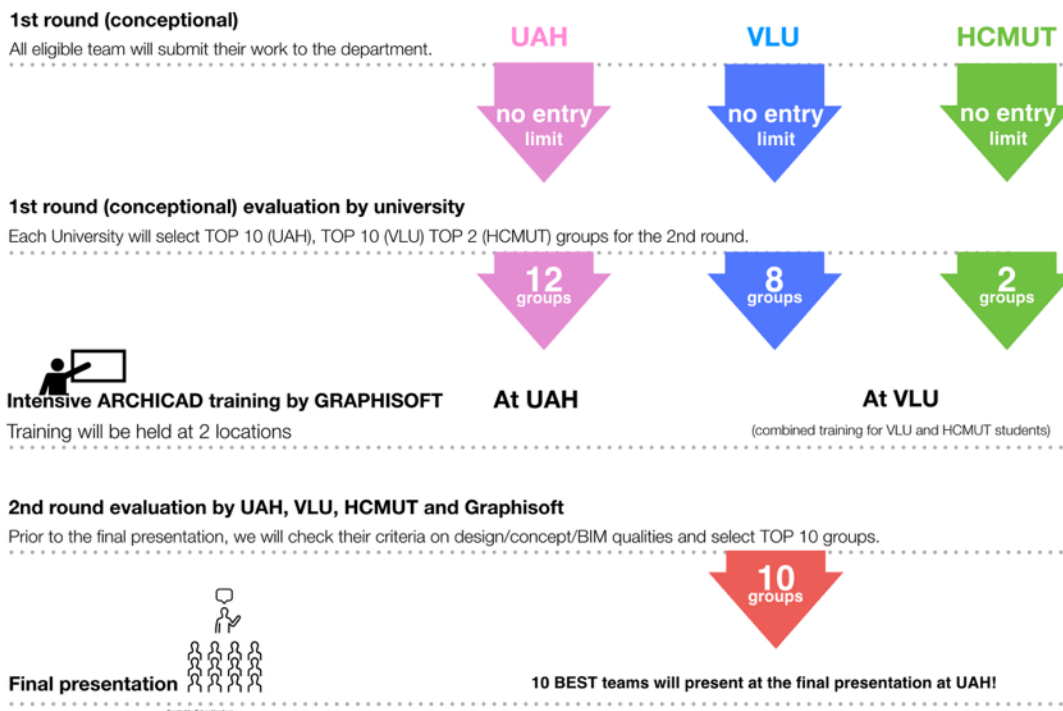 1st round (conceptional)
All eligible team will submit their work to the department.
UAH
VLU
HCMUT
no entry
limit
no entry
limit
no entry
limit
1st round (conceptional) evaluation by university
Each University will select TOP 10 (UAH), TOP 10 (VLU) TOP 2 (HCMUT) groups for the 2nd round.
12
groups
8
groups
2
groups
Intensive ARCHICAD training by GRAPHISOFT
At UAH
At VLU
Training will be held at 2 locations
(combined training for VLU and HCMUT students)
2nd round evaluation by UAH, VLU, HCMUT and Graphisoft
Prior to the final presentation, we will check their criteria on design/concept/BIM qualities and select TOP 10 groups.
10
groups
Final presentation
10 BEST teams will present at the final presentation at UAH!